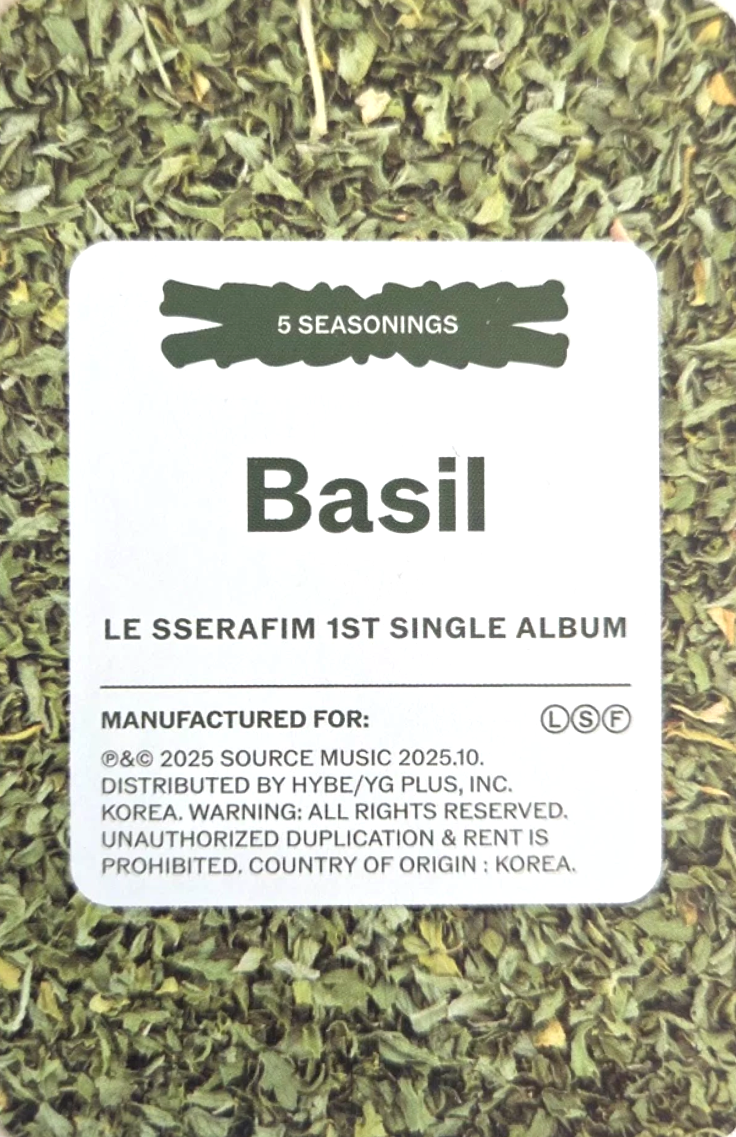 5 SEASONINGS
Basil
LE SSERAFIM 1ST SINGLE ALBUM
MANUFACTURED FOR:
Ⓛ Ⓢ Ⓕ
℗&© 2025 SOURCE MUSIC 2025.10.
DISTRIBUTED BY HYBE/YG PLUS, INC.
KOREA. WARNING: ALL RIGHTS RESERVED.
UNAUTHORIZED DUPLICATION & RENT IS
PROHIBITED. COUNTRY OF ORIGIN : KOREA.